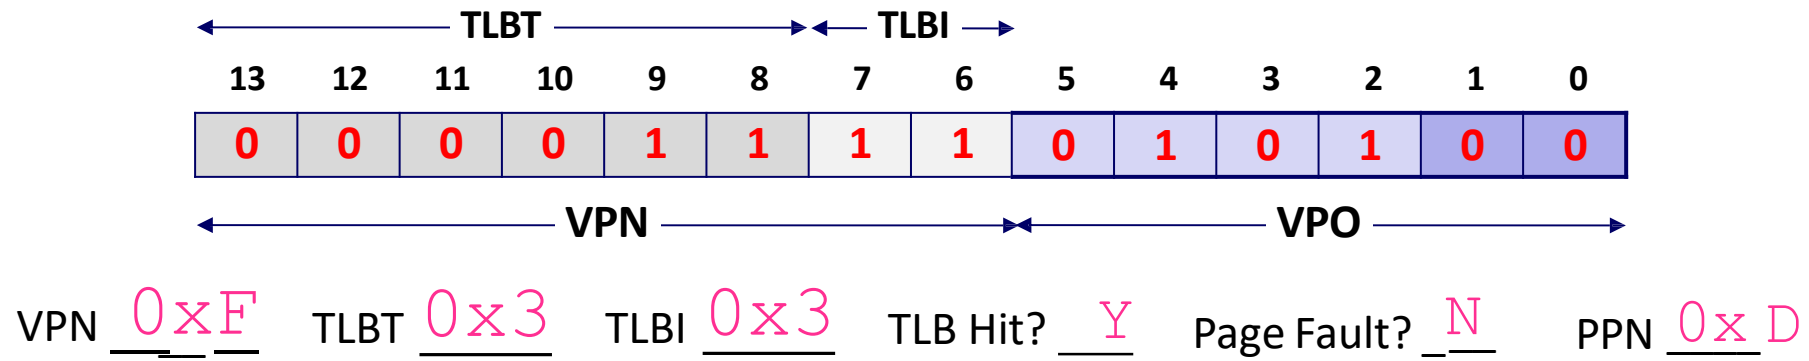 TLBT TLBI
13 12 11 10 9 8 7 6 5 4 3 2 1 0
0 0 0 0 1 1 1 1 0 1 0 1 0 0
VPN VPO
VPN 0xF TLBT 0x3 TLBI 0x3 TLB Hit? Y Page Fault? N PPN 0x D